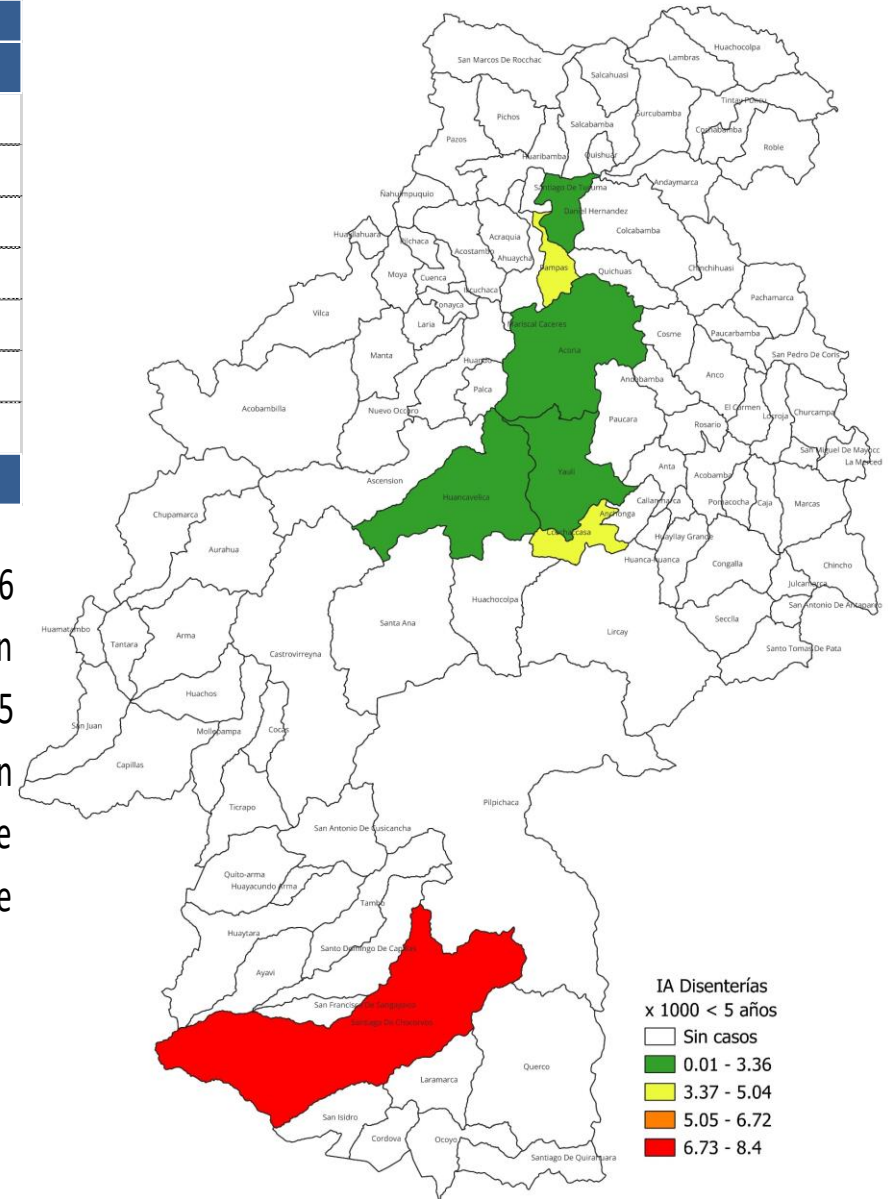 Huachocolpa
Lambras
San Marcos De Rocchac
Salcahuasi
Tintay Puncu
Surcubamba
Pichos
Salcabamba
Cochabamba
Pazos
Roble
Huaribamba
Quishuar
Andaymarca
Santiago De Tucuma
Ñahuimpuquio
Daniel Hernandez
Colcabamba
Huayllahuara
Pilchaca
Acraquia
Acostambo
Ahuaycha
Pampas
Quichuas
Chinchihuasi
Moya
Cuenca
Izcuchaca
Pachamarca
Conayca
Vilca
Laria
Mariscal Caceres
Cosme
Paucarbamba
Acoria
San Pedro De Coris
Manta
Huando
Anco
Andabamba
Palca
Acobambilla
Nuevo Occoro
Paucara
Rosario
El Carmen
Locroja
Churcampa
San Miguel De Mayocc
La Merced
Ascension
Yauli
Anta
Acobamba
Huancavelica
Callanmarca
Pomacocha
Caja
Marcas
Chupamarca
Anchonga
Ccochaccasa
Huayllay Grande
Aurahua
Huanca-huanca
Congalla
Chincho
Julcamarca
Huachocolpa
San Antonio De Antaparco
Huamatambo
Santa Ana
Seccila
Tantara
Arma
Lircay
Santo Tomas De Pata
Castrovirreyna
Huachos
San Juan
Mollepampa
Cocas
Capillas
Ticrapo
Pilpichaca
San Antonio De Cusicancha
Quito-arma
Huayacundo Arma
Tambo
Huaytara
Santo Domingo De Capillas
Ayavi
San Francisco De Sangayaico
Santiago De Chocorvos
Querco
Laramarca
San Isidro
Cordova
Ocoyo
Santiago De Quirahuara
6
n
5
n
e
e
IA Disenterías
x 1000 < 5 años
Sin casos
0.01 - 3.36
3.37 - 5.04
5.05 - 6.72
6.73 - 8.4